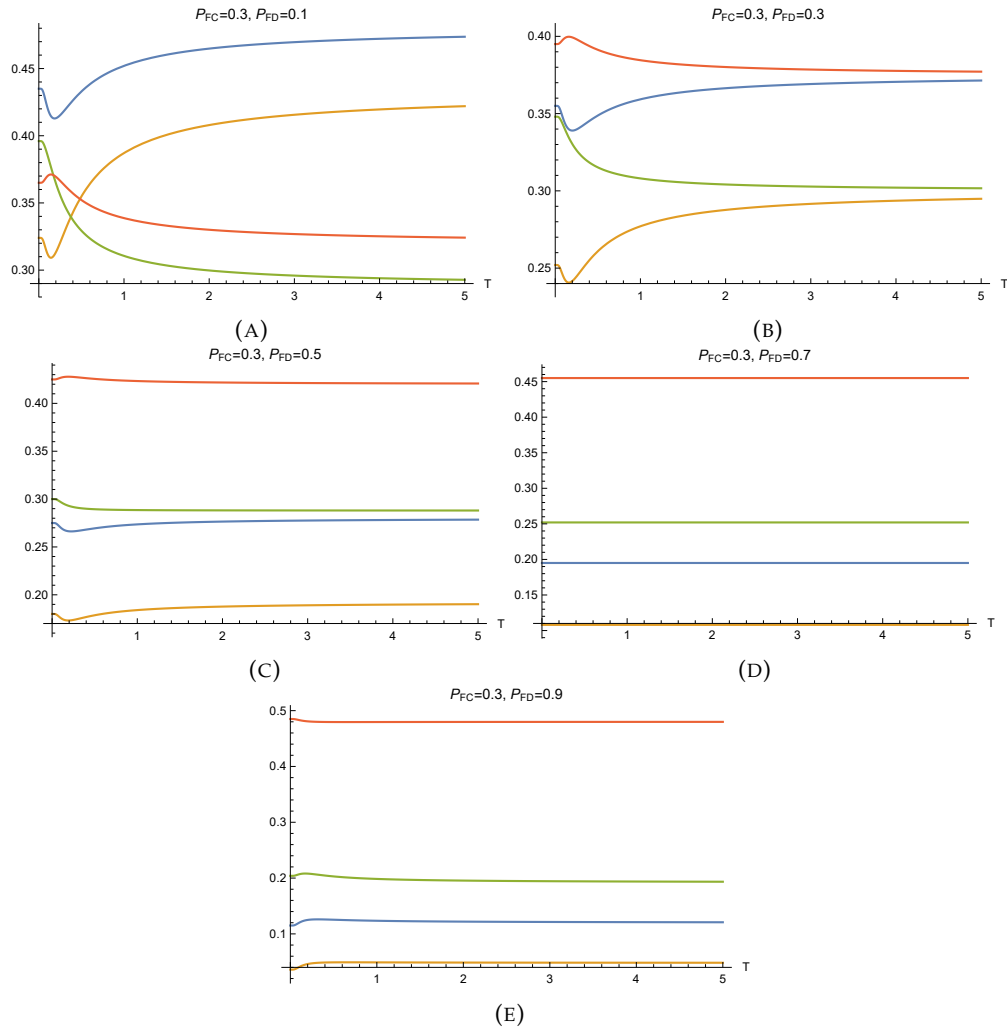 P_FC=0.3, P_FD=0.1
0.45
0.40
0.35
0.30
1 2 3 4 5 T
(A)
P_FC=0.3, P_FD=0.3
0.40
0.35
0.30
0.25
1 2 3 4 5 T
(B)
P_FC=0.3, P_FD=0.5
0.40
0.35
0.30
0.25
0.20
1 2 3 4 5 T
(C)
P_FC=0.3, P_FD=0.7
0.45
0.40
0.35
0.30
0.25
0.20
0.15
1 2 3 4 5 T
(D)
P_FC=0.3, P_FD=0.9
0.5
0.4
0.3
0.2
0.1
1 2 3 4 5 T
(E)